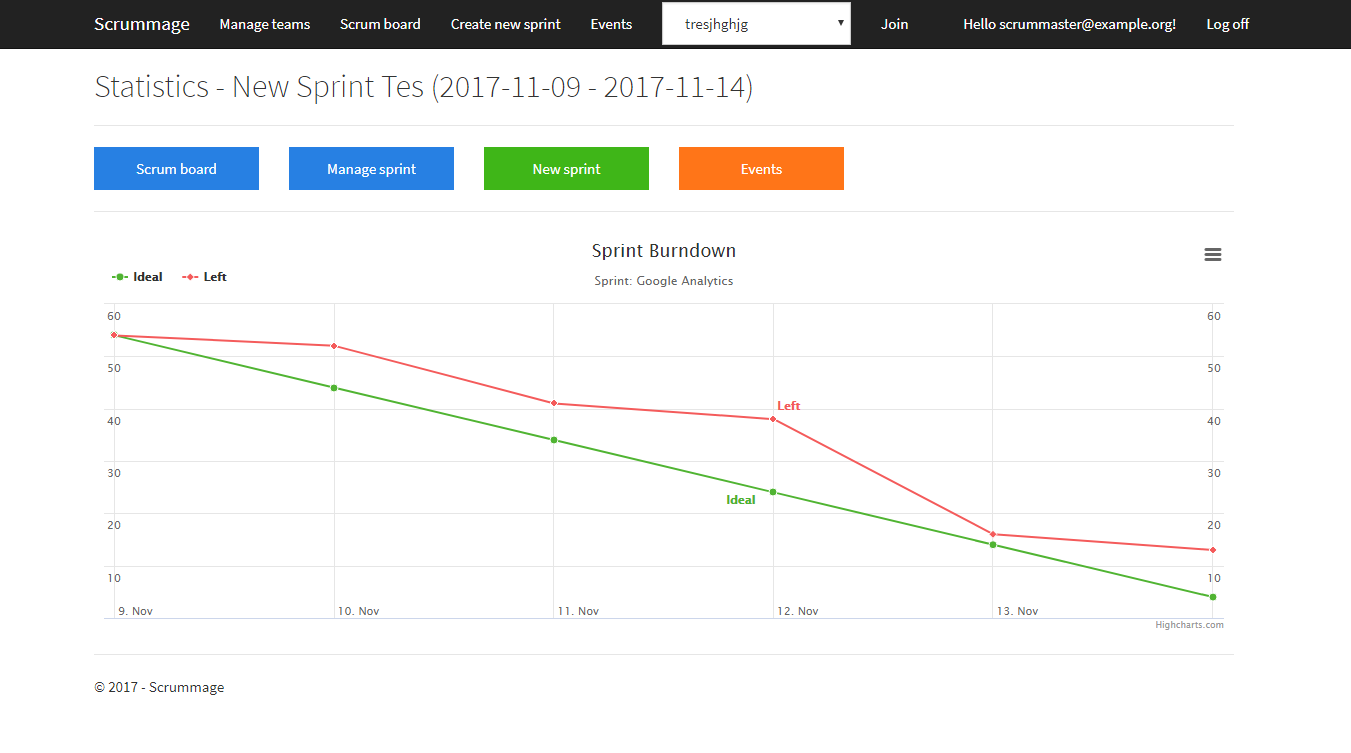 Scrummage Manage teams Scrum board Create new sprint Events tresjhghjg Join Hello scrummaster@example.org! Log off
Statistics - New Sprint Tes (2017-11-09 - 2017-11-14)
Scrum board Manage sprint New sprint Events
Sprint Burndown
Ideal Left
Sprint: Google Analytics
60 60
50 50
Left
40 40
30 30
Ideal
20 20
10 10
9. Nov 10. Nov 11. Nov 12. Nov 13. Nov
Highcharts.com
© 2017 - Scrummage